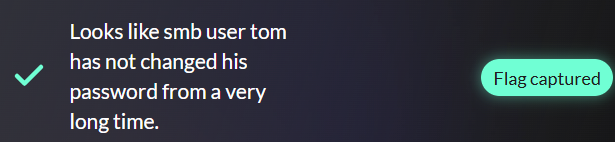 Looks like smb user tom
has not changed his
password from a very
long time.
Flag captured